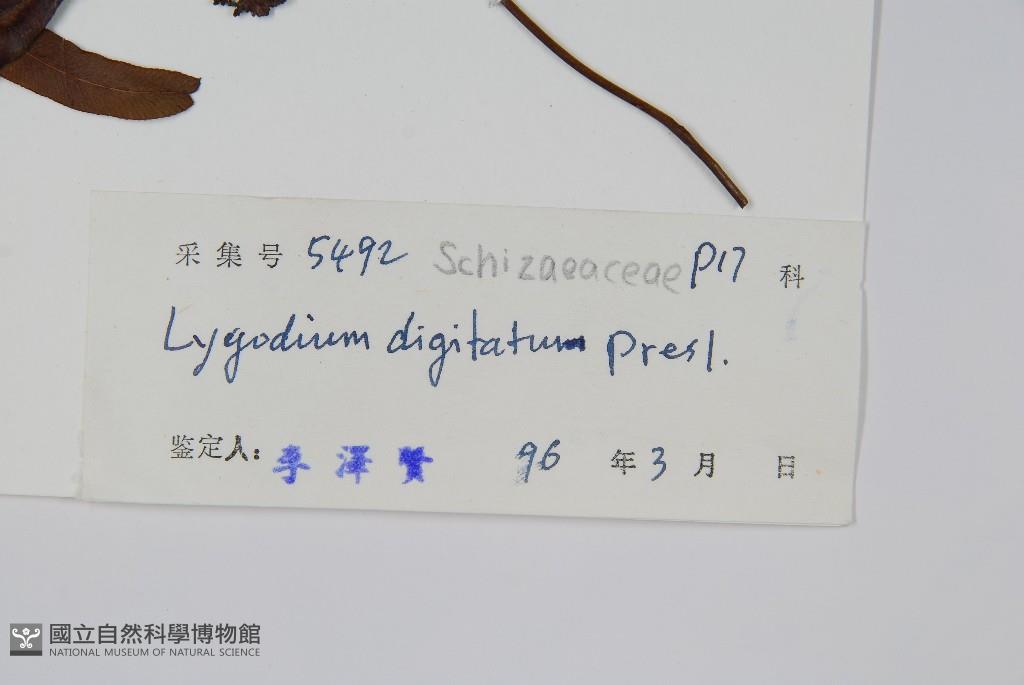 采集号 5492 Schizaeaceae P17 科
Lygodium digitatum Presl.
鉴定人: 李泽賢 96 年 3 月 日
國立自然科學博物館
NATIONAL MUSEUM OF NATURAL SCIENCE